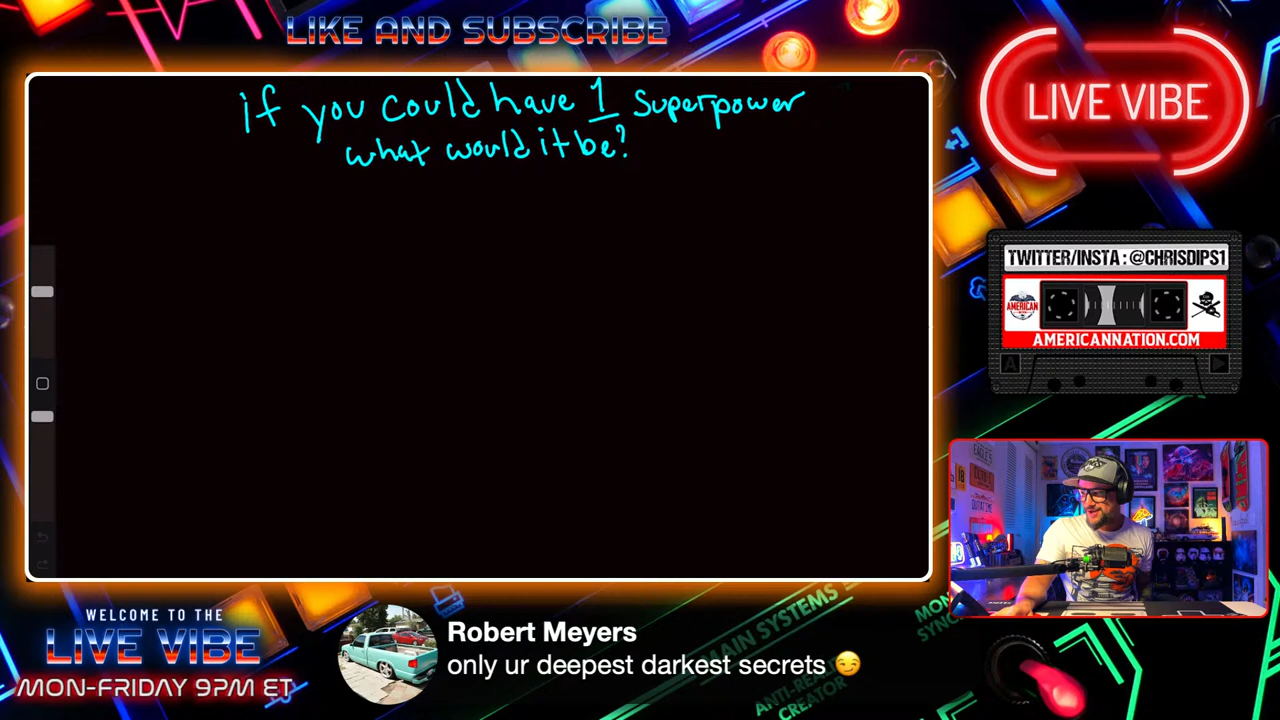 LIKE AND SUBSCRIBE
if you could have 1 Superpower
what would it be?
LIVE VIBE
TWITTER/INSTA : @CHRISDIPS1
AMERICAN
AMERICANNATION.COM
A
WELCOME TO THE
LIVE VIBE
MON-FRIDAY 9PM ET
Robert Meyers
only ur deepest darkest secrets 😏